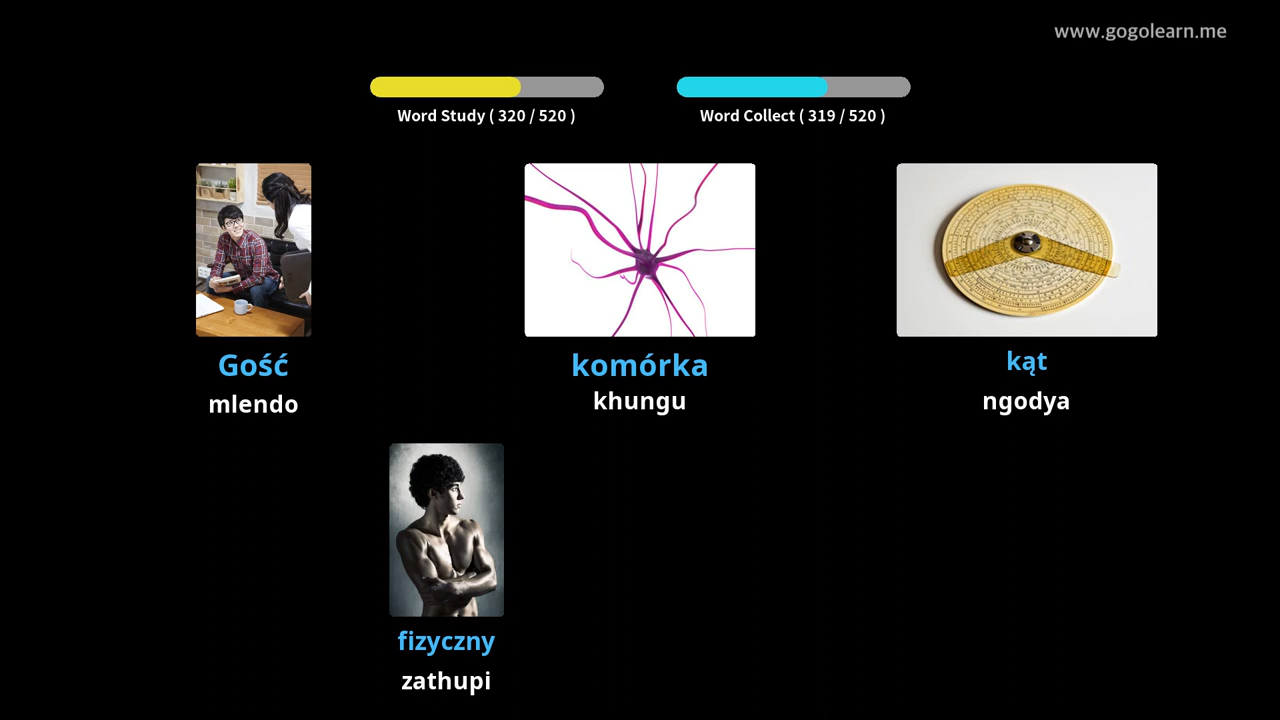 www.gogolearn.me
Word Study ( 320 / 520 )
Word Collect ( 319 / 520 )
Gość
mlendo
komórka
khungu
kąt
ngodya
fizyczny
zathupi